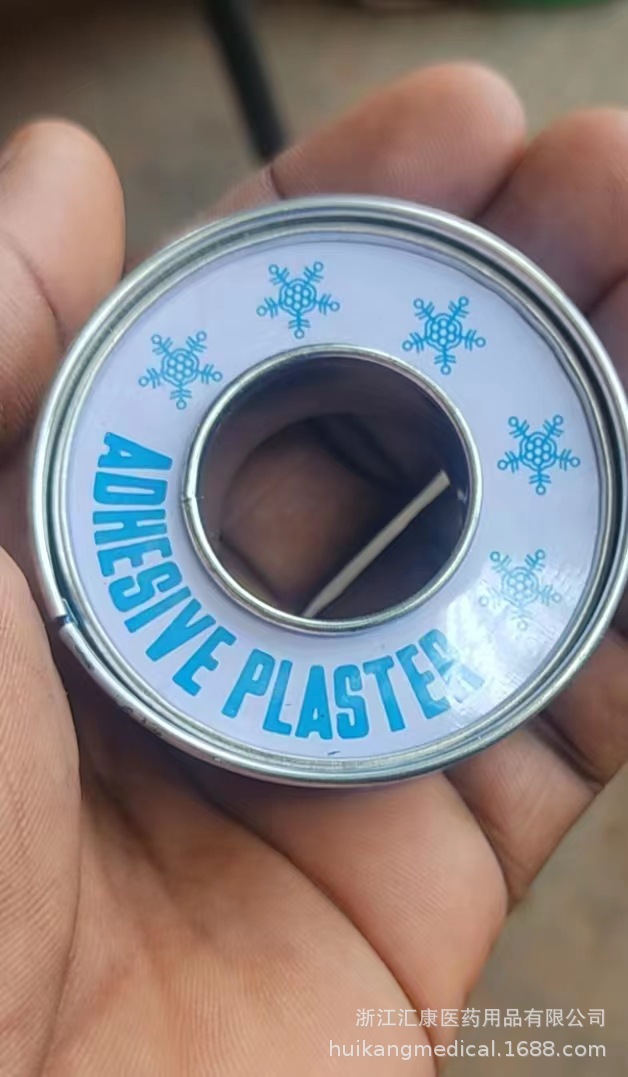 ADHESIVE PLASTER
浙江汇康医药用品有限公司
huikangmedical.1688.com